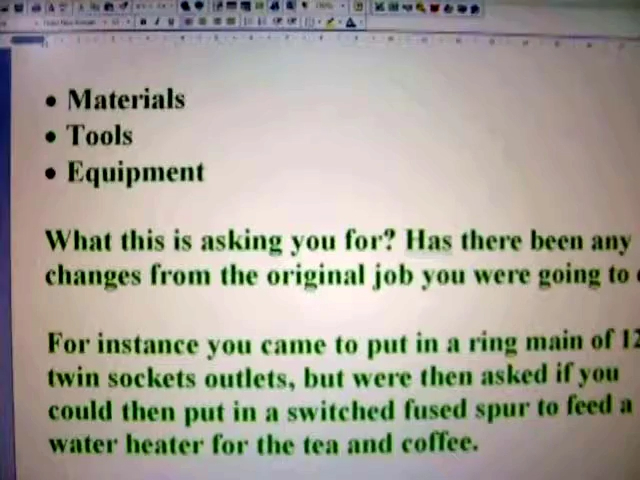 • Materials
• Tools
• Equipment
What this is asking you for? Has there been any
changes from the original job you were going to
For instance you came to put in a ring main of 12
twin sockets outlets, but were then asked if you
could then put in a switched fused spur to feed a
water heater for the tea and coffee.